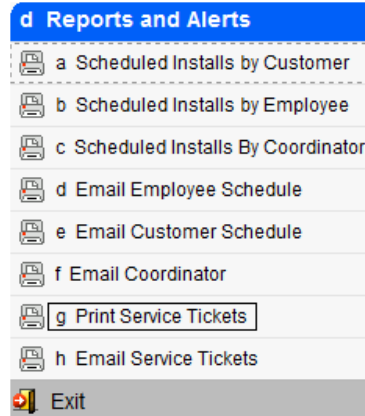 d Reports and Alerts
a Scheduled Installs by Customer
b Scheduled Installs by Employee
c Scheduled Installs By Coordinator
d Email Employee Schedule
e Email Customer Schedule
f Email Coordinator
g Print Service Tickets
h Email Service Tickets
Exit